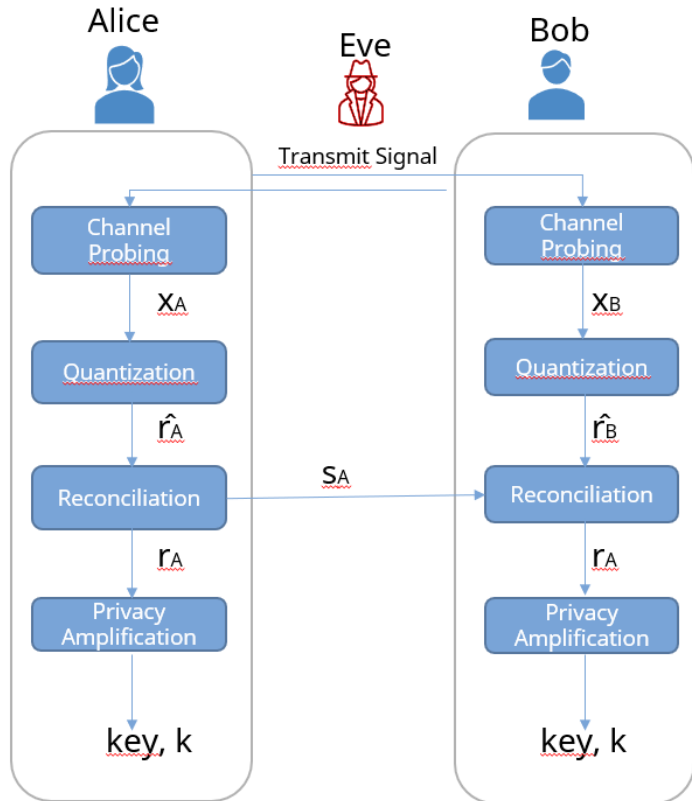 Alice
Eve
Bob
Transmit Signal
Channel
Probing
Channel
Probing
xA
xB
Quantization
Quantization
r̂A
r̂B
Reconciliation
sA
Reconciliation
rA
rA
Privacy
Amplification
Privacy
Amplification
key, k
key, k